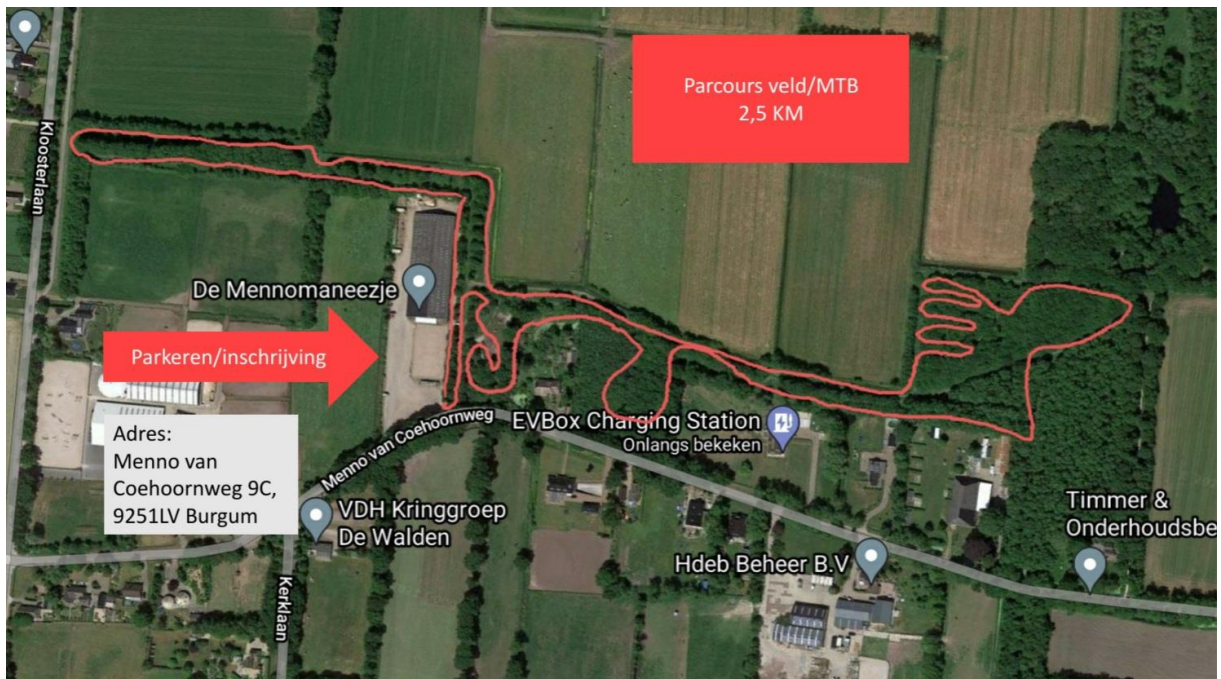 Parcours veld/MTB
2,5 KM
Kloosterlaan
De Mennomaneezje
Parkeren/inschrijving
Adres:
Menno van
Coehoornweg 9C,
9251LV Burgum
Menno van Coehoornweg
EVBox Charging Station
Onlangs bekeken
VDH Kringgroep
De Walden
Kerklaan
Hdeb Beheer B.V
Timmer &
Onderhoudsbe